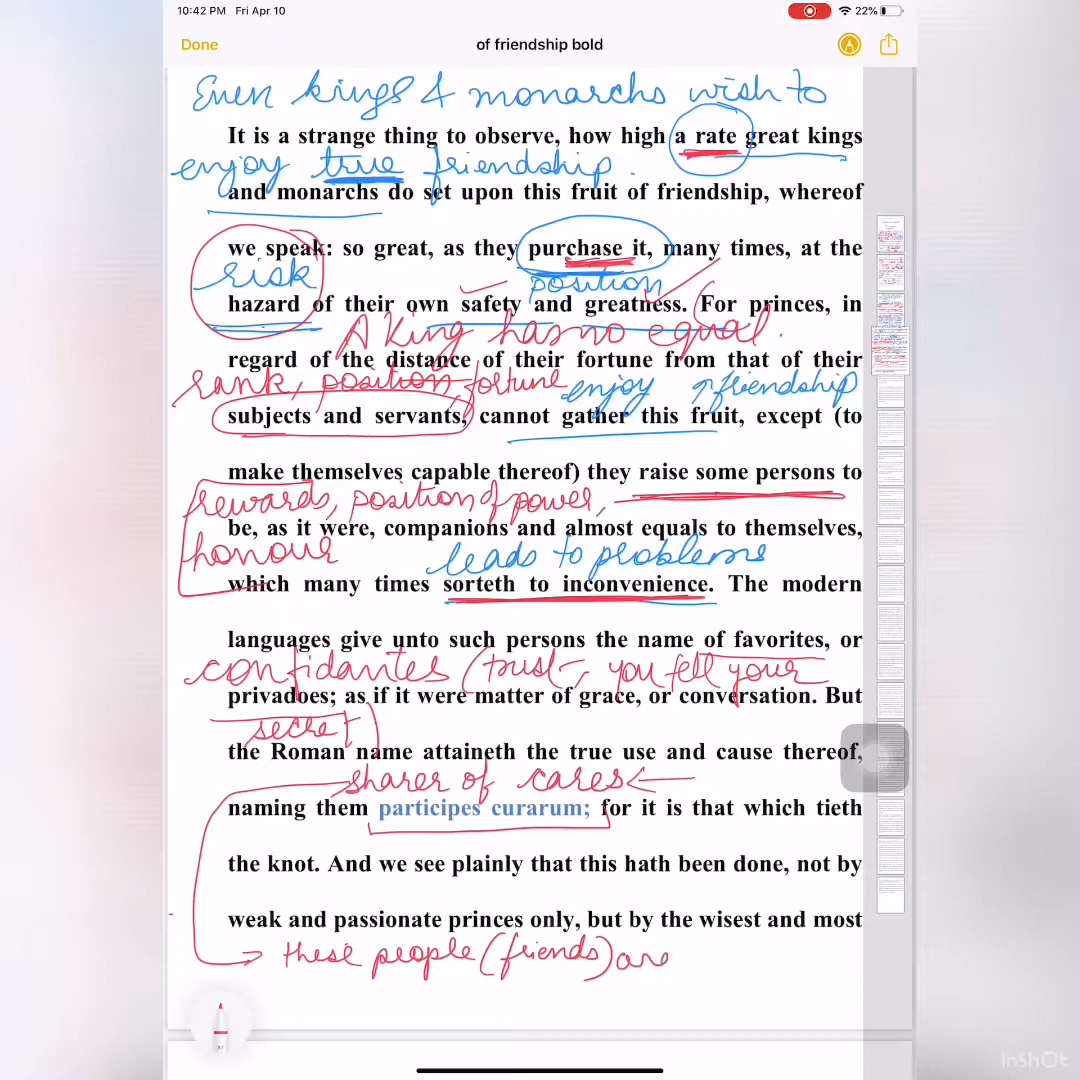 10:42 PM Fri Apr 10
22%
Done
of friendship bold
Even kings & monarchs wish to
It is a strange thing to observe, how high a rate great kings
enjoy true friendship.
and monarchs do set upon this fruit of friendship, whereof
we speak: so great, as they purchase it, many times, at the
risk position
hazard of their own safety and greatness. For princes, in
A King has no equal.
regard of the distance of their fortune from that of their
rank, position, fortune enjoy friendship
subjects and servants, cannot gather this fruit, except (to
make themselves capable thereof) they raise some persons to
rewards, position of power,
be, as it were, companions and almost equals to themselves,
honour leads to problems
which many times sorteth to inconvenience. The modern
languages give unto such persons the name of favorites, or
confidantes (trust, you tell your
privadoes; as if it were matter of grace, or conversation. But
secret
the Roman name attaineth the true use and cause thereof,
sharer of cares
naming them participes curarum; for it is that which tieth
the knot. And we see plainly that this hath been done, not by
weak and passionate princes only, but by the wisest and most
these people (friends) are
InShOt